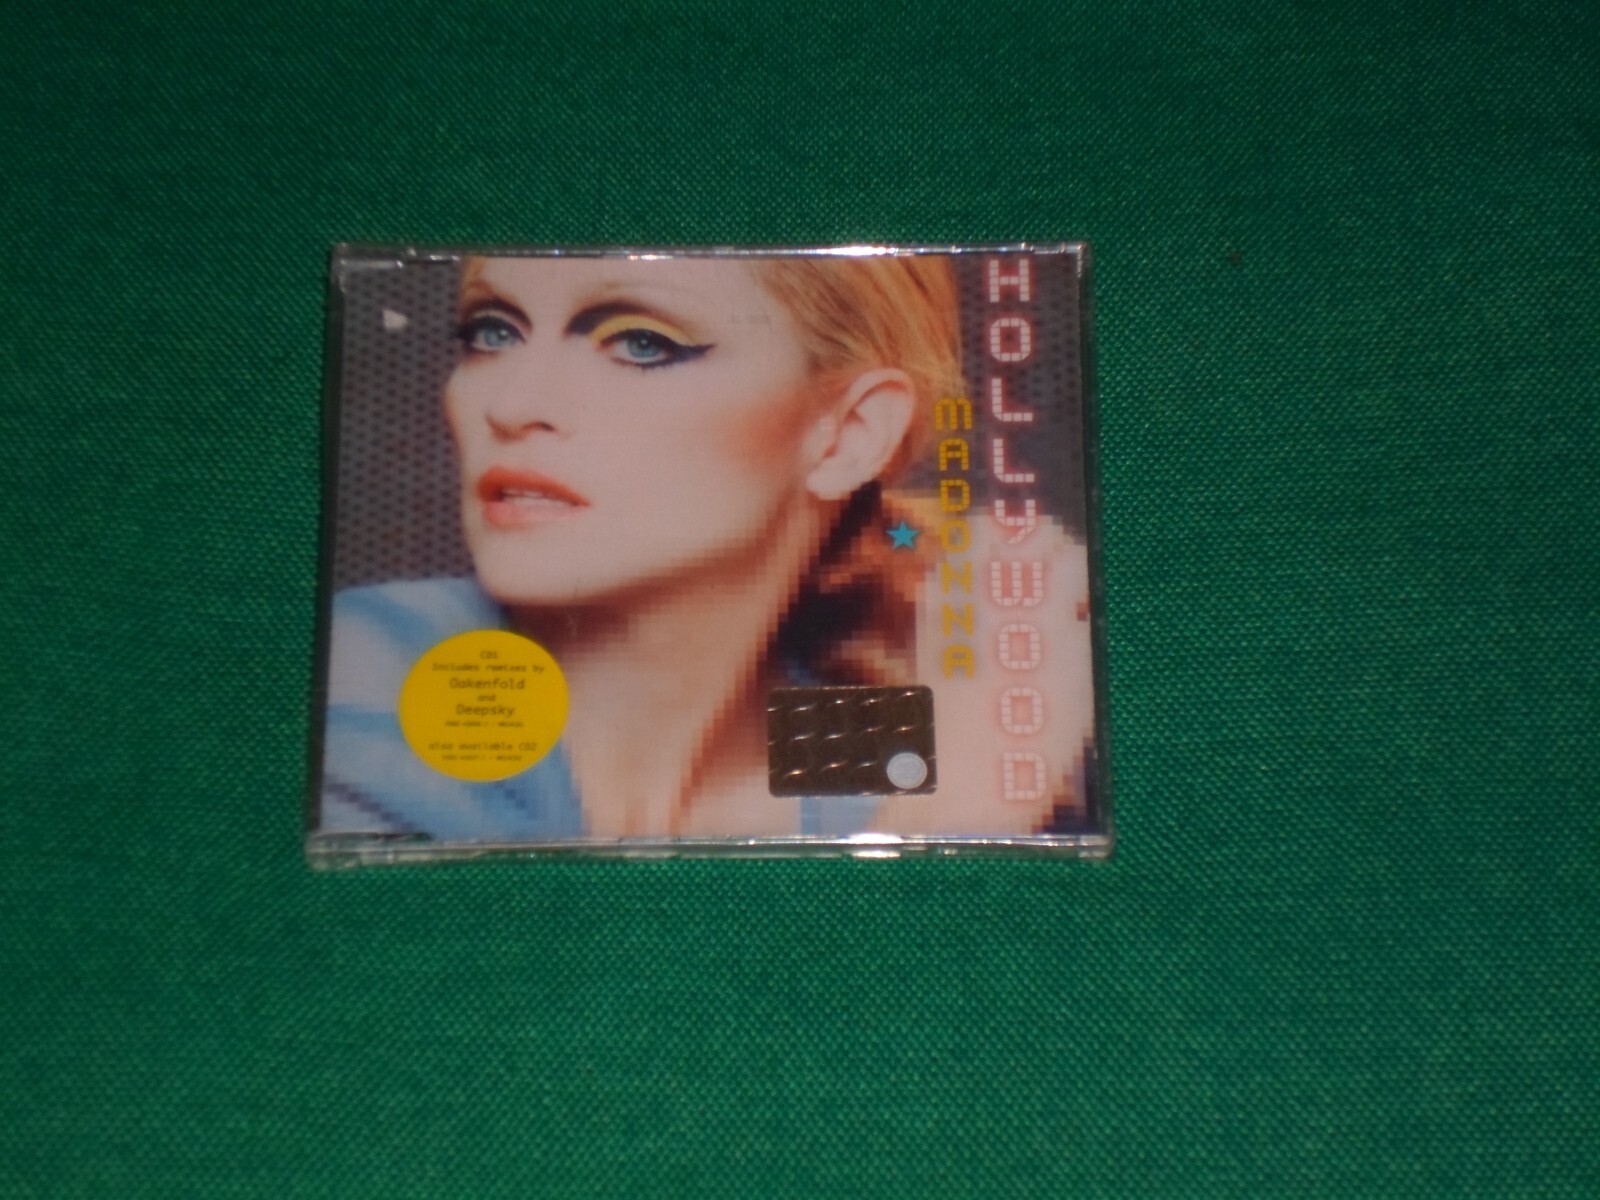 HOLLYWOOD
MADONNA
CD1
Includes remixes by
Oakenfold
and
Deepsky
also available CD2